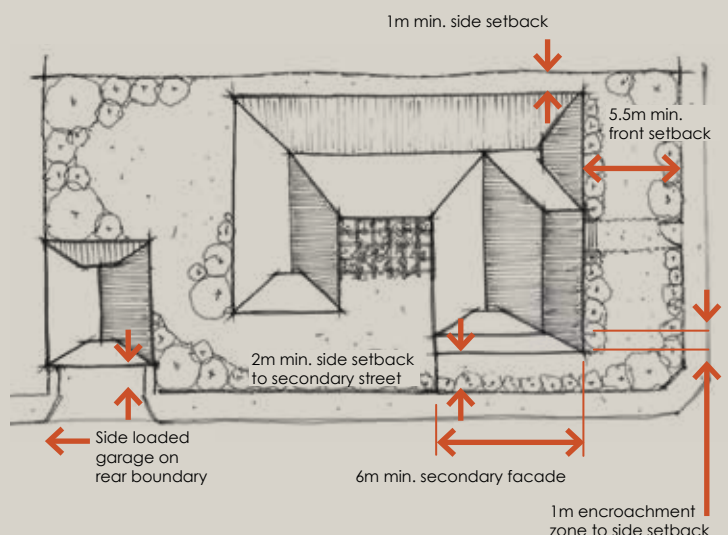 1m min. side setback
5.5m min.
front setback
2m min. side setback
to secondary street
Side loaded
garage on
rear boundary
6m min. secondary facade
1m encroachment
zone to side setback